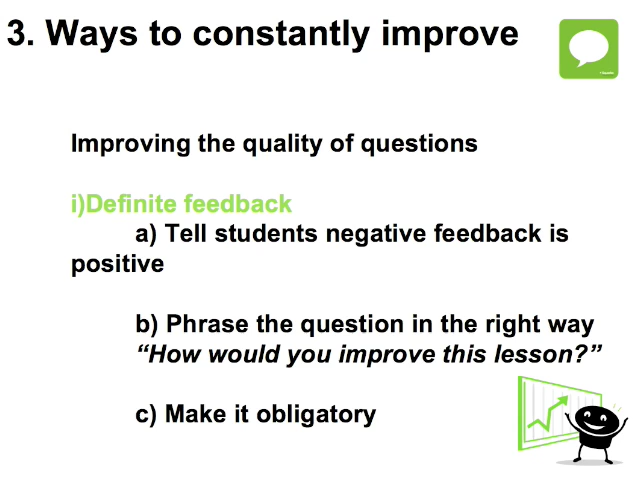 3. Ways to constantly improve
Improving the quality of questions
i)Definite feedback
a) Tell students negative feedback is
positive
b) Phrase the question in the right way
“How would you improve this lesson?”
c) Make it obligatory